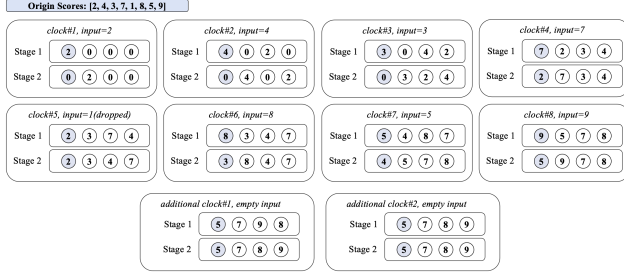 Origin Scores: [2, 4, 3, 7, 1, 8, 5, 9]
clock#1, input=2
Stage 1 2 0 0 0
Stage 2 0 2 0 0
clock#2, input=4
Stage 1 4 0 2 0
Stage 2 0 4 0 2
clock#3, input=3
Stage 1 3 0 4 2
Stage 2 0 3 2 4
clock#4, input=7
Stage 1 7 2 3 4
Stage 2 2 7 3 4
clock#5, input=1(dropped)
Stage 1 2 3 7 4
Stage 2 2 3 4 7
clock#6, input=8
Stage 1 8 3 4 7
Stage 2 3 8 4 7
clock#7, input=5
Stage 1 5 4 8 7
Stage 2 4 5 7 8
clock#8, input=9
Stage 1 9 5 7 8
Stage 2 5 9 7 8
additional clock#1, empty input
Stage 1 5 7 9 8
Stage 2 5 7 8 9
additional clock#2, empty input
Stage 1 5 7 8 9
Stage 2 5 7 8 9